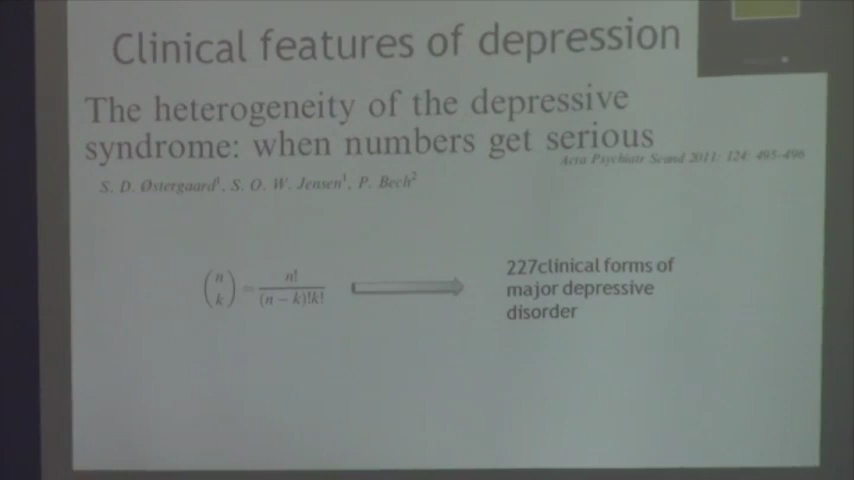 Clinical features of depression
The heterogeneity of the depressive
syndrome: when numbers get serious
Acta Psychiatr Scand 2011: 124: 495–496
S. D. Østergaard¹, S. O. W. Jensen¹, P. Bech²
(n k) = n! / (n − k)!k!
227clinical forms of
major depressive
disorder